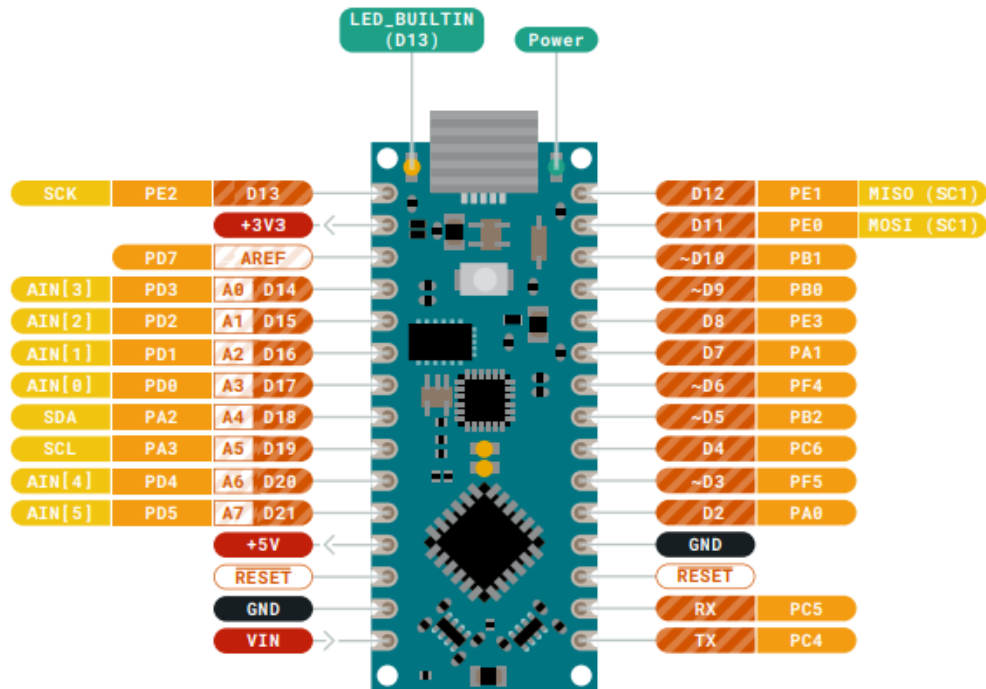 LED_BUILTIN
(D13)
Power
SCK PE2 D13
+3V3
PD7 AREF
AIN[3] PD3 A0 D14
AIN[2] PD2 A1 D15
AIN[1] PD1 A2 D16
AIN[0] PD0 A3 D17
SDA PA2 A4 D18
SCL PA3 A5 D19
AIN[4] PD4 A6 D20
AIN[5] PD5 A7 D21
+5V
RESET
GND
VIN
D12 PE1 MISO (SC1)
D11 PE0 MOSI (SC1)
~D10 PB1
~D9 PB0
D8 PE3
D7 PA1
~D6 PF4
~D5 PB2
D4 PC6
~D3 PF5
D2 PA0
GND
RESET
RX PC5
TX PC4